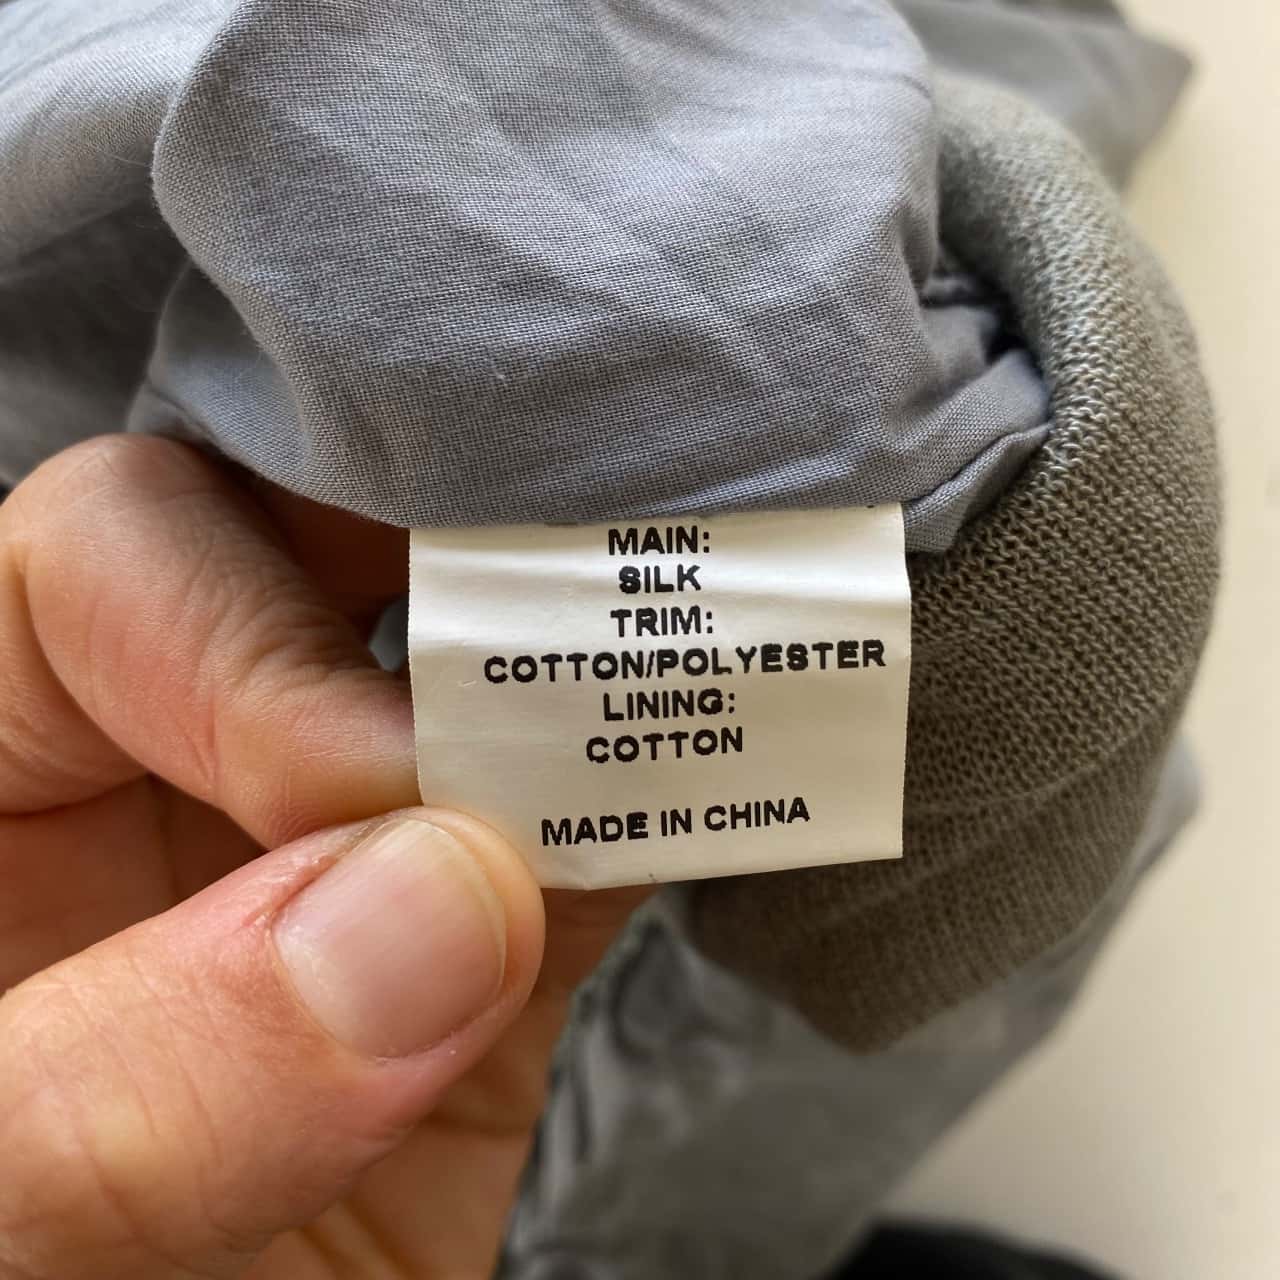 MAIN:
SILK
TRIM:
COTTON/POLYESTER
LINING:
COTTON
MADE IN CHINA